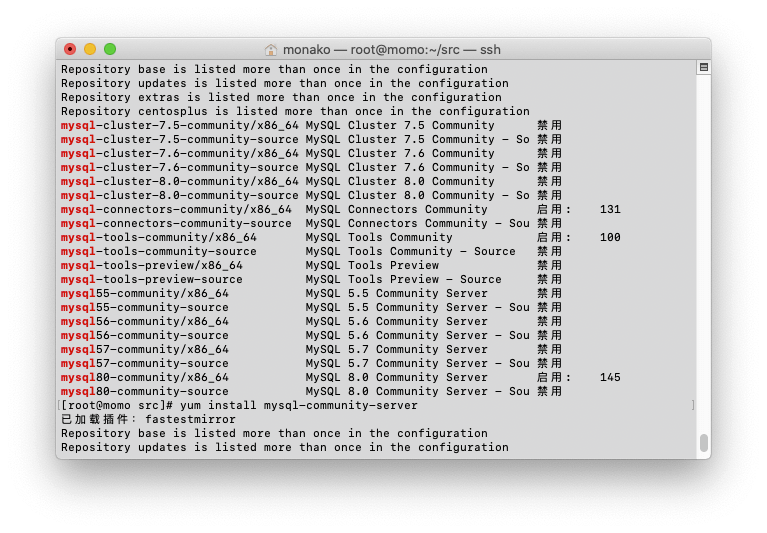 monako — root@momo:~/src — ssh
Repository base is listed more than once in the configuration
Repository updates is listed more than once in the configuration
Repository extras is listed more than once in the configuration
Repository centosplus is listed more than once in the configuration
mysql-cluster-7.5-community/x86_64 MySQL Cluster 7.5 Community 禁用
mysql-cluster-7.5-community-source MySQL Cluster 7.5 Community - So 禁用
mysql-cluster-7.6-community/x86_64 MySQL Cluster 7.6 Community 禁用
mysql-cluster-7.6-community-source MySQL Cluster 7.6 Community - So 禁用
mysql-cluster-8.0-community/x86_64 MySQL Cluster 8.0 Community 禁用
mysql-cluster-8.0-community-source MySQL Cluster 8.0 Community - So 禁用
mysql-connectors-community/x86_64 MySQL Connectors Community 启用: 131
mysql-connectors-community-source MySQL Connectors Community - Sou 禁用
mysql-tools-community/x86_64 MySQL Tools Community 启用: 100
mysql-tools-community-source MySQL Tools Community - Source 禁用
mysql-tools-preview/x86_64 MySQL Tools Preview 禁用
mysql-tools-preview-source MySQL Tools Preview - Source 禁用
mysql55-community/x86_64 MySQL 5.5 Community Server 禁用
mysql55-community-source MySQL 5.5 Community Server - Sou 禁用
mysql56-community/x86_64 MySQL 5.6 Community Server 禁用
mysql56-community-source MySQL 5.6 Community Server - Sou 禁用
mysql57-community/x86_64 MySQL 5.7 Community Server 禁用
mysql57-community-source MySQL 5.7 Community Server - Sou 禁用
mysql80-community/x86_64 MySQL 8.0 Community Server 启用: 145
mysql80-community-source MySQL 8.0 Community Server - Sou 禁用
[[root@momo src]# yum install mysql-community-server ]
已加载插件：fastestmirror
Repository base is listed more than once in the configuration
Repository updates is listed more than once in the configuration